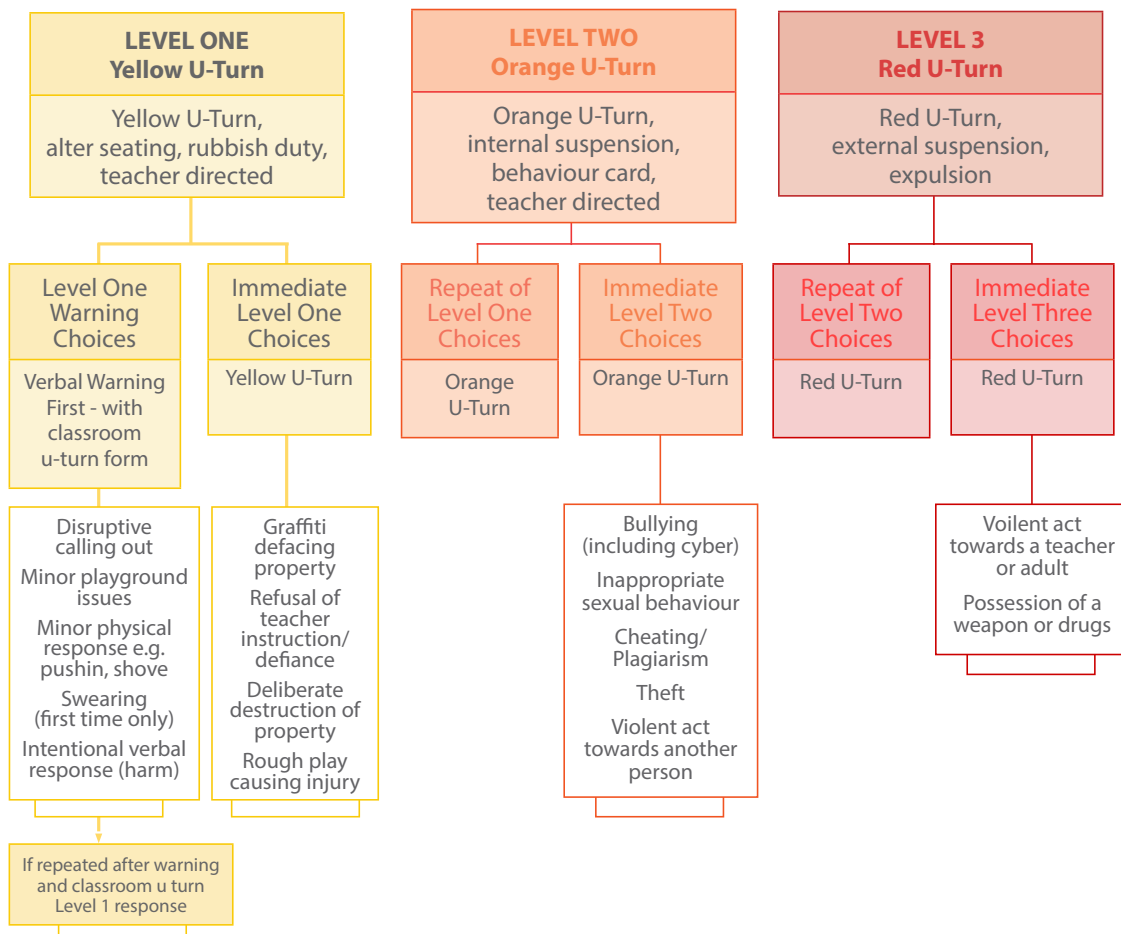 LEVEL ONE
Yellow U-Turn
Yellow U-Turn,
alter seating, rubbish duty,
teacher directed
Level One
Warning
Choices
Verbal Warning
First - with
classroom
u-turn form
Disruptive
calling out
Minor playground
issues
Minor physical
response e.g.
pushin, shove
Swearing
(first time only)
Intentional verbal
response (harm)
If repeated after warning
and classroom u turn
Level 1 response
Immediate
Level One
Choices
Yellow U-Turn
Graffiti
defacing
property
Refusal of
teacher
instruction/
defiance
Deliberate
destruction of
property
Rough play
causing injury
LEVEL TWO
Orange U-Turn
Orange U-Turn,
internal suspension,
behaviour card,
teacher directed
Repeat of
Level One
Choices
Orange
U-Turn
Immediate
Level Two
Choices
Orange U-Turn
Bullying
(including cyber)
Inappropriate
sexual behaviour
Cheating/
Plagiarism
Theft
Violent act
towards another
person
LEVEL 3
Red U-Turn
Red U-Turn,
external suspension,
expulsion
Repeat of
Level Two
Choices
Red U-Turn
Immediate
Level Three
Choices
Red U-Turn
Voilent act
towards a teacher
or adult
Possession of a
weapon or drugs